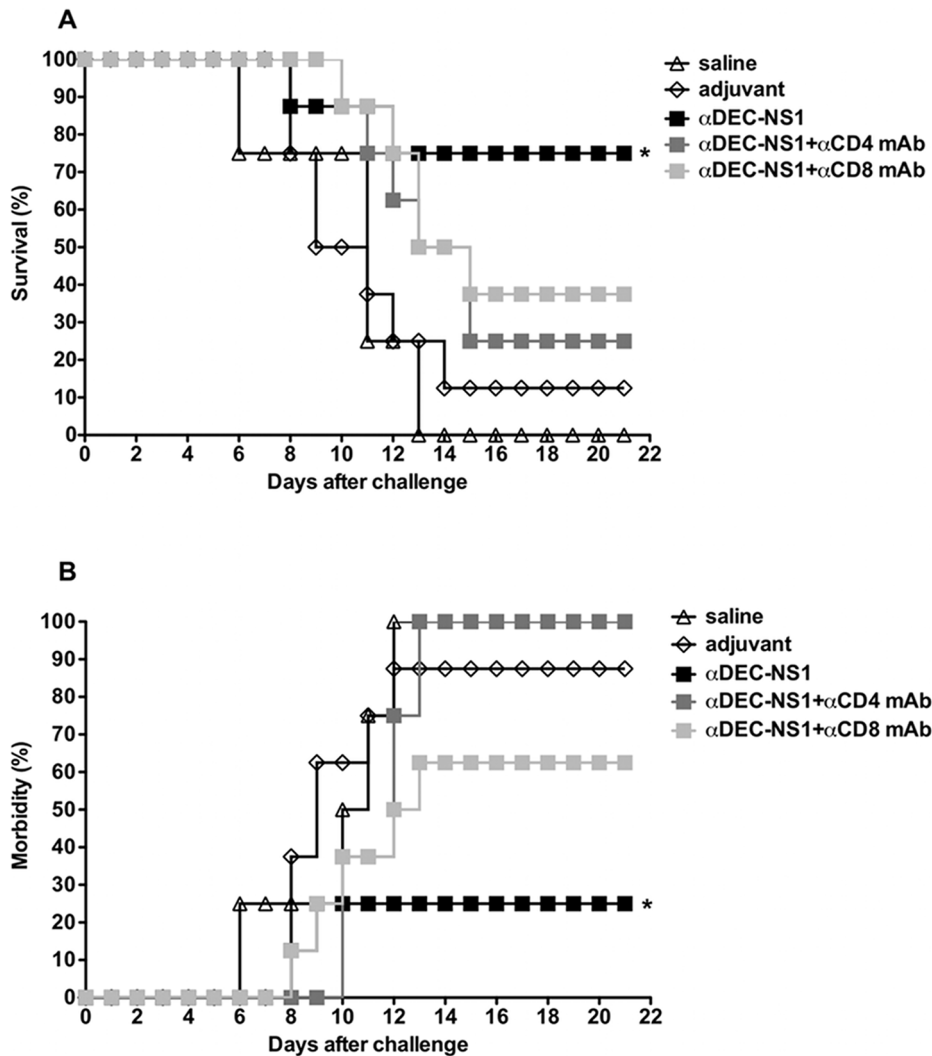 A
100
90
80
70
60
50
40
30
20
10
0
Survival (%)
0 2 4 6 8 10 12 14 16 18 20 22
Days after challenge
saline
adjuvant
αDEC-NS1
αDEC-NS1+αCD4 mAb
αDEC-NS1+αCD8 mAb
*
B
100
90
80
70
60
50
40
30
20
10
0
Morbidity (%)
0 2 4 6 8 10 12 14 16 18 20 22
Days after challenge
saline
adjuvant
αDEC-NS1
αDEC-NS1+αCD4 mAb
αDEC-NS1+αCD8 mAb
*